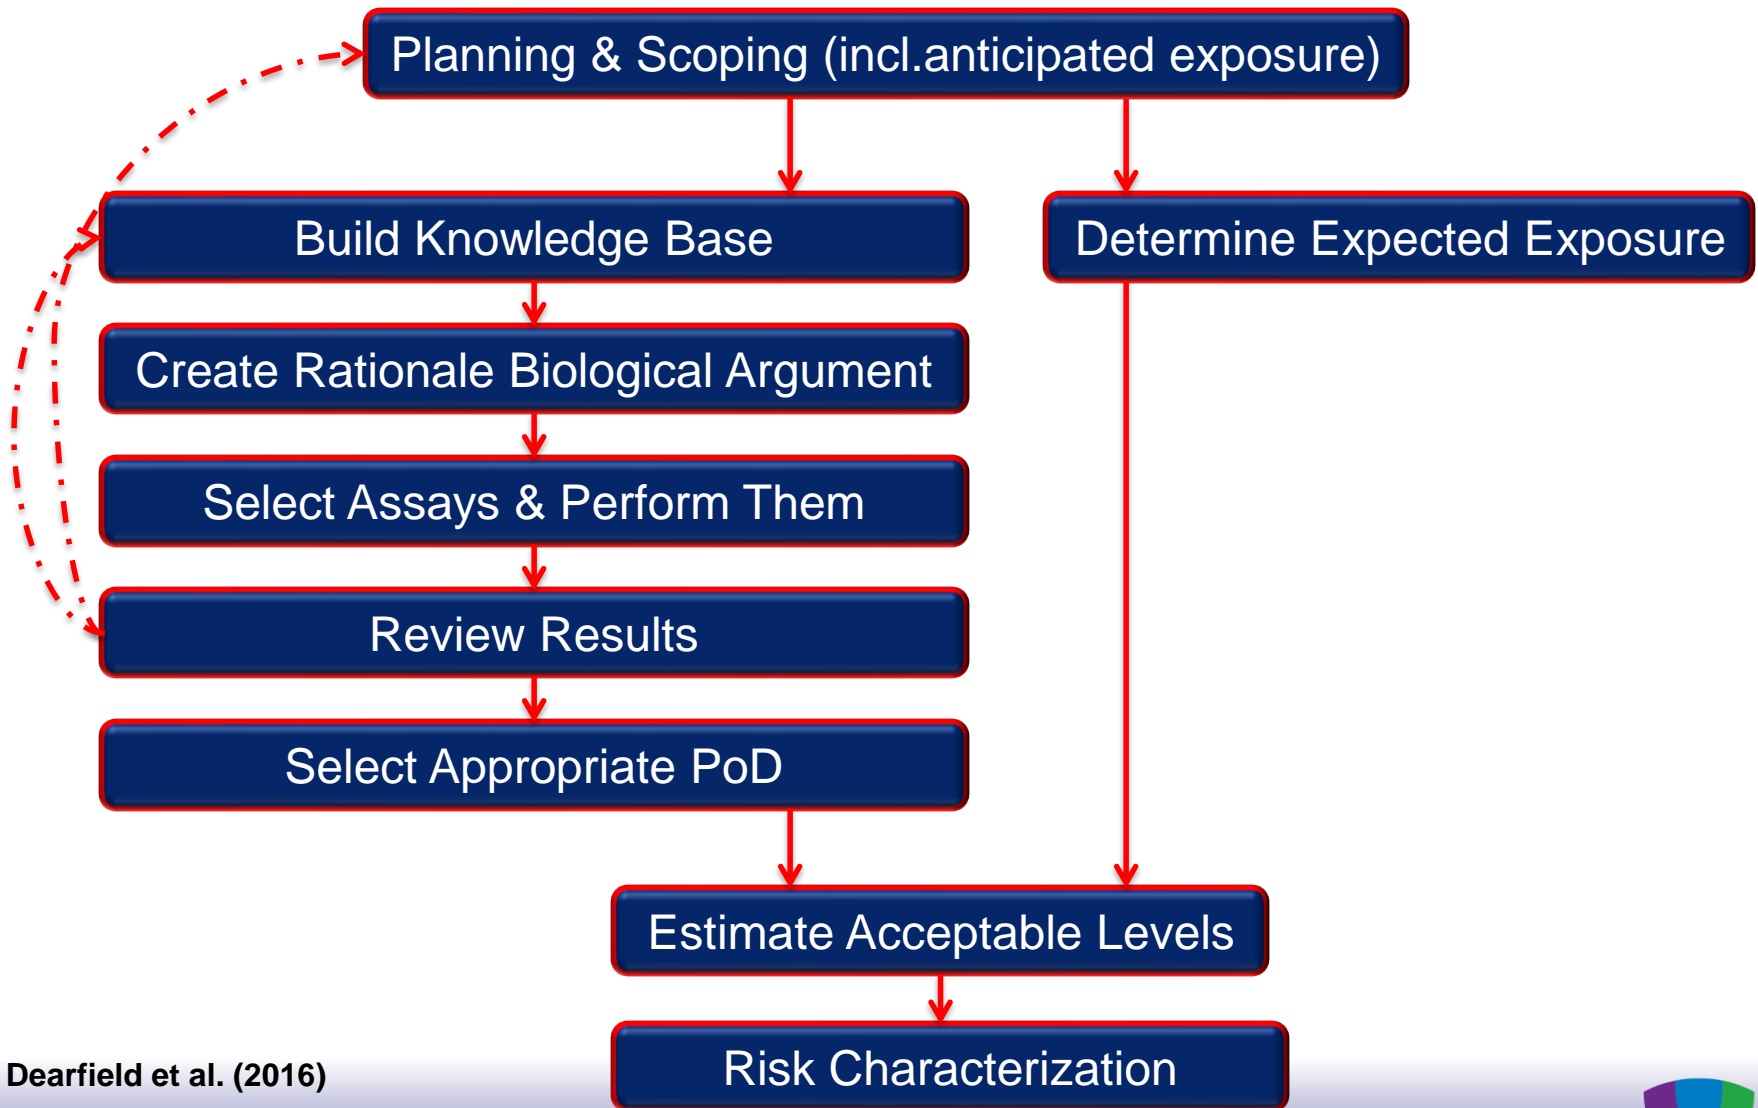 Planning & Scoping (incl.anticipated exposure)
Build Knowledge Base
Determine Expected Exposure
Create Rationale Biological Argument
Select Assays & Perform Them
Review Results
Select Appropriate PoD
Estimate Acceptable Levels
Risk Characterization
Dearfield et al. (2016)